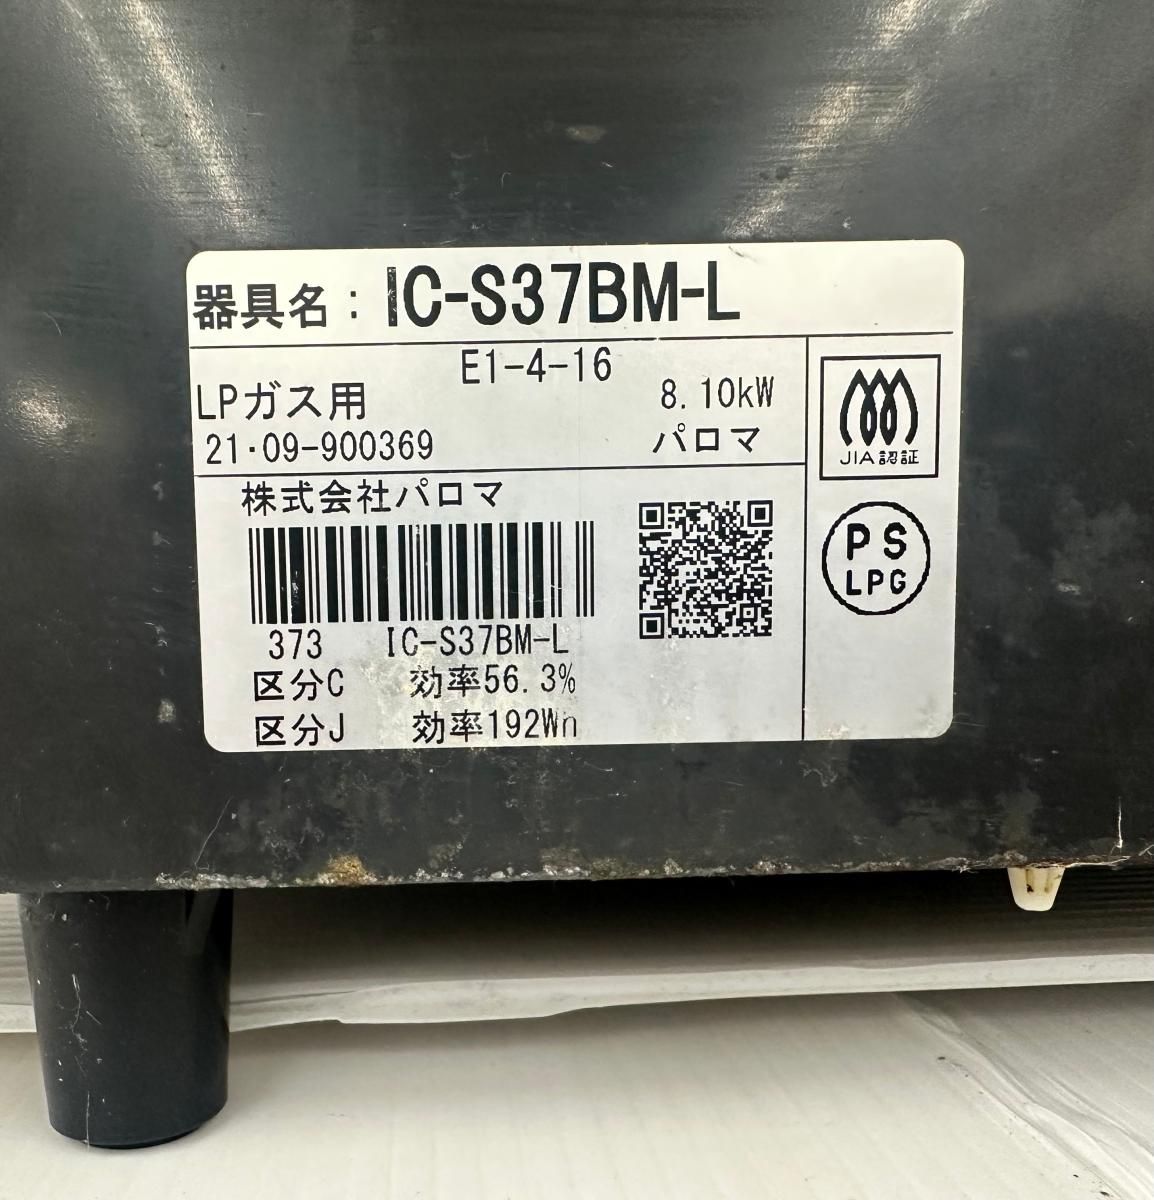 器具名：IC-S37BM-L
E1-4-16
LPガス用
8.10kW
21・09-900369
パロマ
JIA認証
株式会社パロマ
PS
LPG
373 IC-S37BM-L
区分C 効率56.3%
区分J 効率192Wh